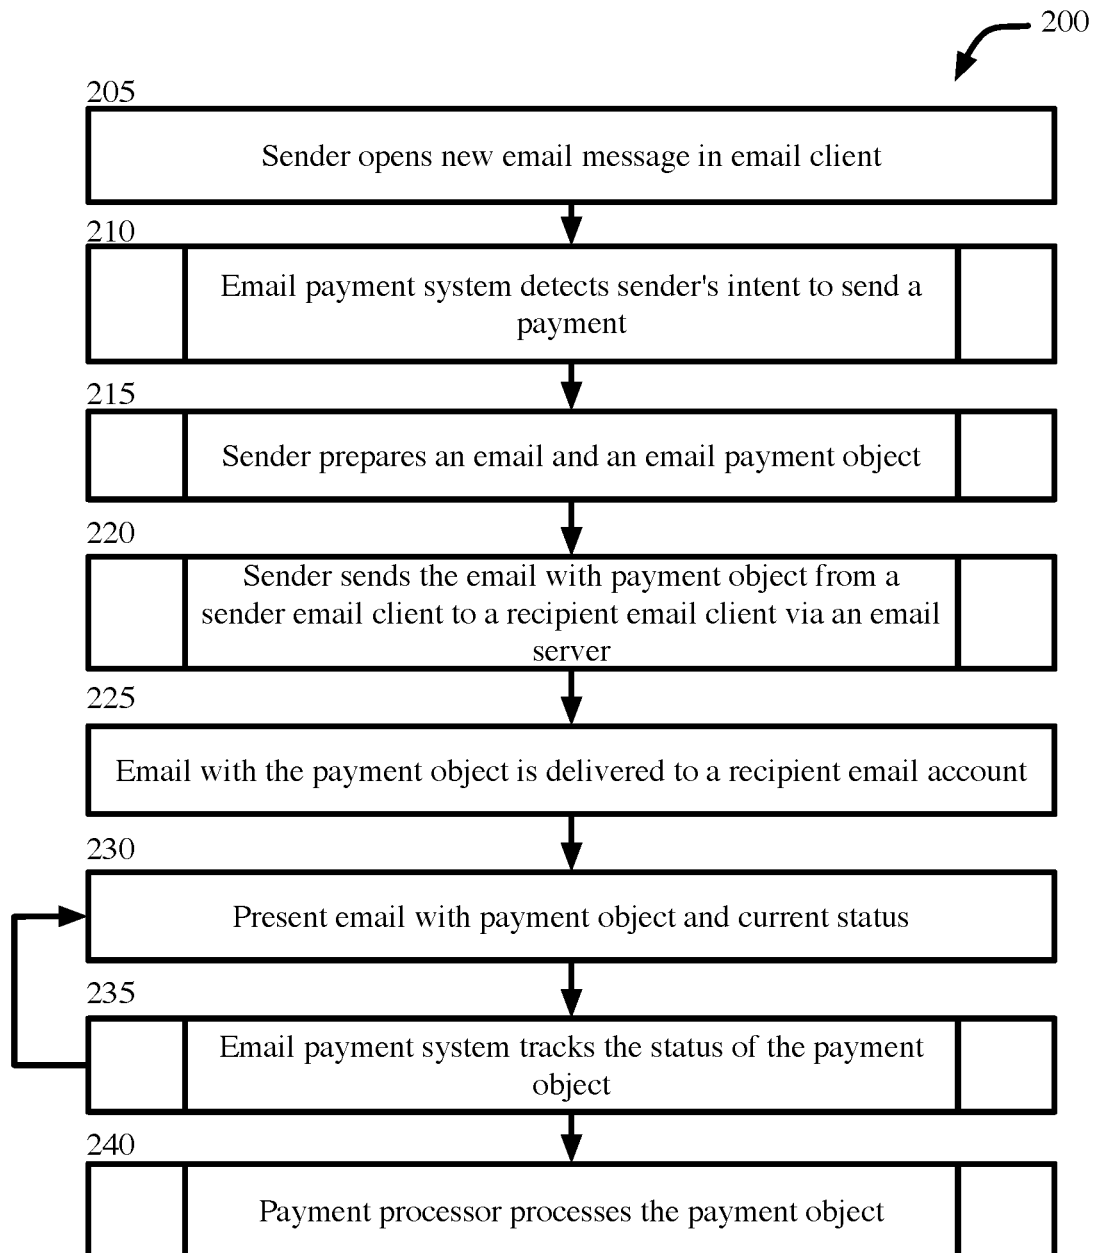 200
205
Sender opens new email message in email client
210
Email payment system detects sender's intent to send a
payment
215
Sender prepares an email and an email payment object
220
Sender sends the email with payment object from a
sender email client to a recipient email client via an email
server
225
Email with the payment object is delivered to a recipient email account
230
Present email with payment object and current status
235
Email payment system tracks the status of the payment
object
240
Payment processor processes the payment object